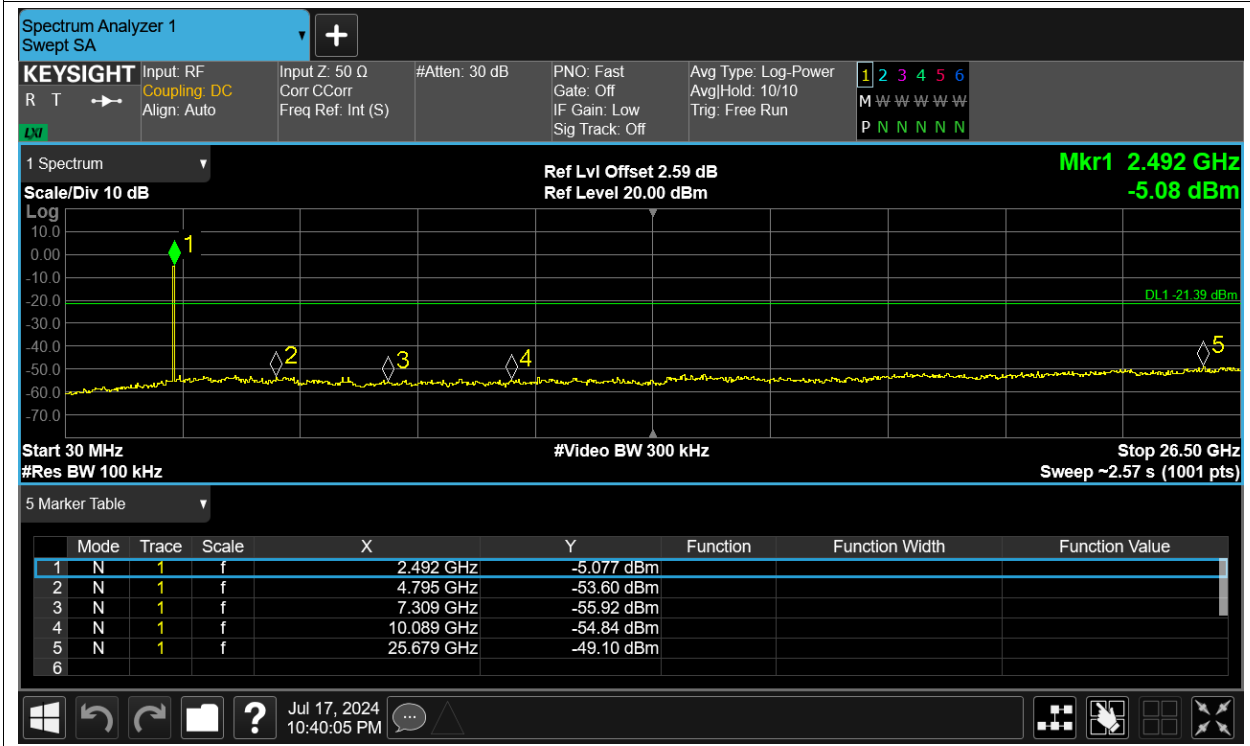 Spectrum Analyzer 1
Swept SA
KEYSIGHT
R T
LXI
Input: RF
Coupling: DC
Align: Auto
Input Z: 50 Ω
Corr CCorr
Freq Ref: Int (S)
#Atten: 30 dB
PNO: Fast
Gate: Off
IF Gain: Low
Sig Track: Off
Avg Type: Log-Power
Avg|Hold: 10/10
Trig: Free Run
1 2 3 4 5 6
M W W W W W
P N N N N N
1 Spectrum
Scale/Div 10 dB
Ref Lvl Offset 2.59 dB
Ref Level 20.00 dBm
Mkr1 2.492 GHz
-5.08 dBm
Log
10.0
0.00
-10.0
-20.0
-30.0
-40.0
-50.0
-60.0
-70.0
1
2
3
4
5
DL1 -21.39 dBm
Start 30 MHz
#Res BW 100 kHz
#Video BW 300 kHz
Stop 26.50 GHz
Sweep ~2.57 s (1001 pts)
5 Marker Table
Mode Trace Scale X Y Function Function Width Function Value
1 N 1 f 2.492 GHz -5.077 dBm
2 N 1 f 4.795 GHz -53.60 dBm
3 N 1 f 7.309 GHz -55.92 dBm
4 N 1 f 10.089 GHz -54.84 dBm
5 N 1 f 25.679 GHz -49.10 dBm
6
?
Jul 17, 2024
10:40:05 PM